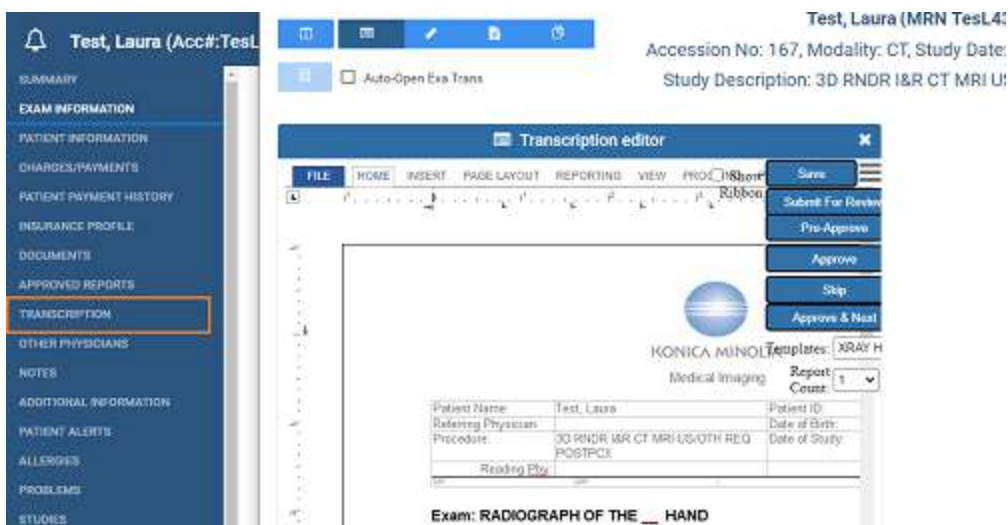 Test, Laura (Acc#:TesL
SUMMARY
EXAM INFORMATION
PATIENT INFORMATION
CHARGES/PAYMENTS
PATIENT PAYMENT HISTORY
INSURANCE PROFILE
DOCUMENTS
APPROVED REPORTS
TRANSCRIPTION
OTHER PHYSICIANS
NOTES
ADDITIONAL INFORMATION
PATIENT ALERTS
ALLERGIES
PROBLEMS
STUDIES
Test, Laura (MRN TesL43
Accession No: 167, Modality: CT, Study Date:
Auto-Open Exa Trans
Study Description: 3D RNDR I&R CT MRI US
Transcription editor
FILE HOME INSERT PAGE LAYOUT REPORTING VIEW Show
Ribbon
Save
Submit For Review
Pre-Approve
Approve
Skip
Approve & Next
KONICA MINOLTA
Medical Imaging
Templates: XRAY H
Report
Count: 1
Patient Name: Test, Laura Patient ID:
Referring Physician: Date of Birth:
Procedure: 3D RNDR I&R CT MRI US/OTH REQ Date of Study:
POSTPCX
Reading Phy
Exam: RADIOGRAPH OF THE __ HAND